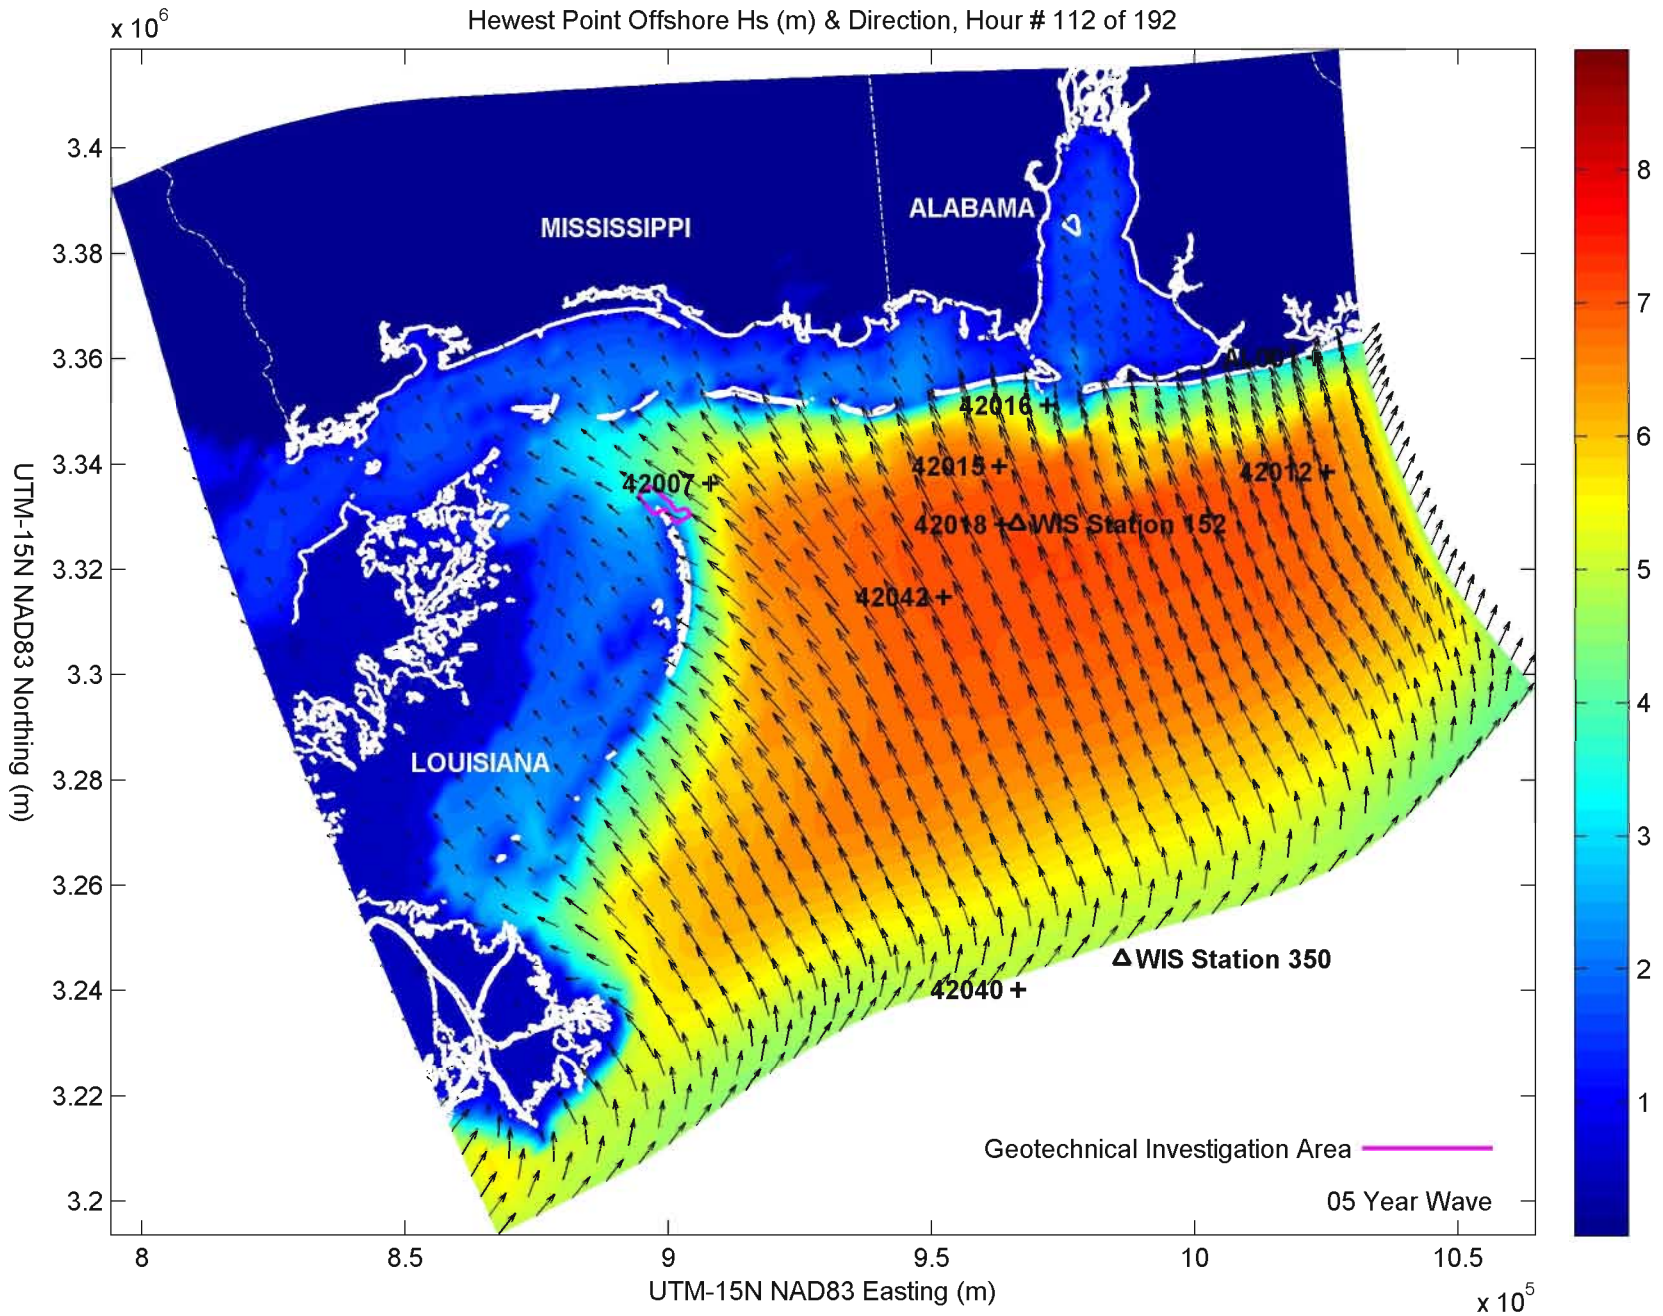 Hewest Point Offshore Hs (m) & Direction, Hour # 112 of 192
x 10^6
3.4
3.38
3.36
3.34
3.32
3.3
3.28
3.26
3.24
3.22
3.2
UTM-15N NAD83 Northing (m)
MISSISSIPPI
ALABAMA
LOUISIANA
42016 +
42015 +
42007 +
42012 +
42018 + WIS Station 152
42042 +
WIS Station 350
42040 +
Geotechnical Investigation Area
05 Year Wave
8
8.5
9
9.5
10
10.5
UTM-15N NAD83 Easting (m)
x 10^5
8
7
6
5
4
3
2
1